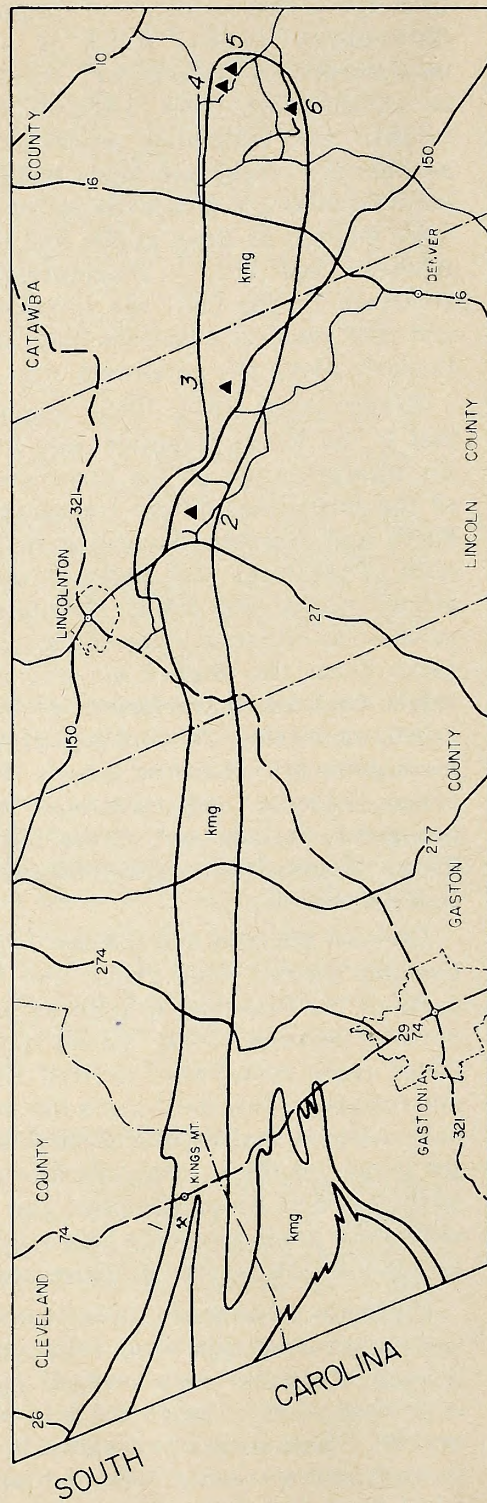 COUNTY
10
16
CATAWBA
4
5
6
kmg
150
DENVER
16
3
321
LINCOLNTON
2
LINCOLN COUNTY
27
150
kmg
277
GASTON COUNTY
274
29
74
GASTONIA
321
CLEVELAND COUNTY
74
KINGS MT.
kmg
26
SOUTH CAROLINA